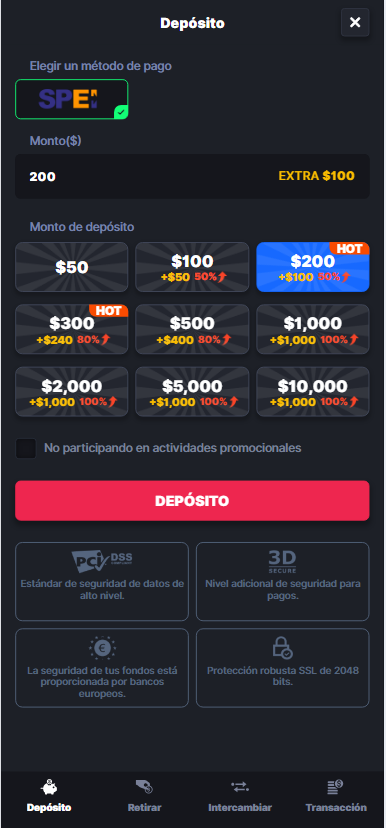 Depósito
Elegir un método de pago
SPEI
Monto($)
200
EXTRA $100
Monto de depósito
$50
$100
+$50 50%
HOT
$200
+$100 80%
HOT
$300
+$240 80%
$500
+$400 80%
$1,000
+$1,000 100%
$2,000
+$1,000 100%
$5,000
+$1,000 100%
$10,000
+$1,000 100%
No participando en actividades promocionales
DEPÓSITO
PCI DSS
Estándar de seguridad de datos de
alto nivel.
3D
SECURE
Nivel adicional de seguridad para
pagos.
La seguridad de tus fondos está
proporcionada por bancos
europeos.
Protección robusta SSL de 2048
bits.
Depósito
Retirar
Intercambiar
Transacción